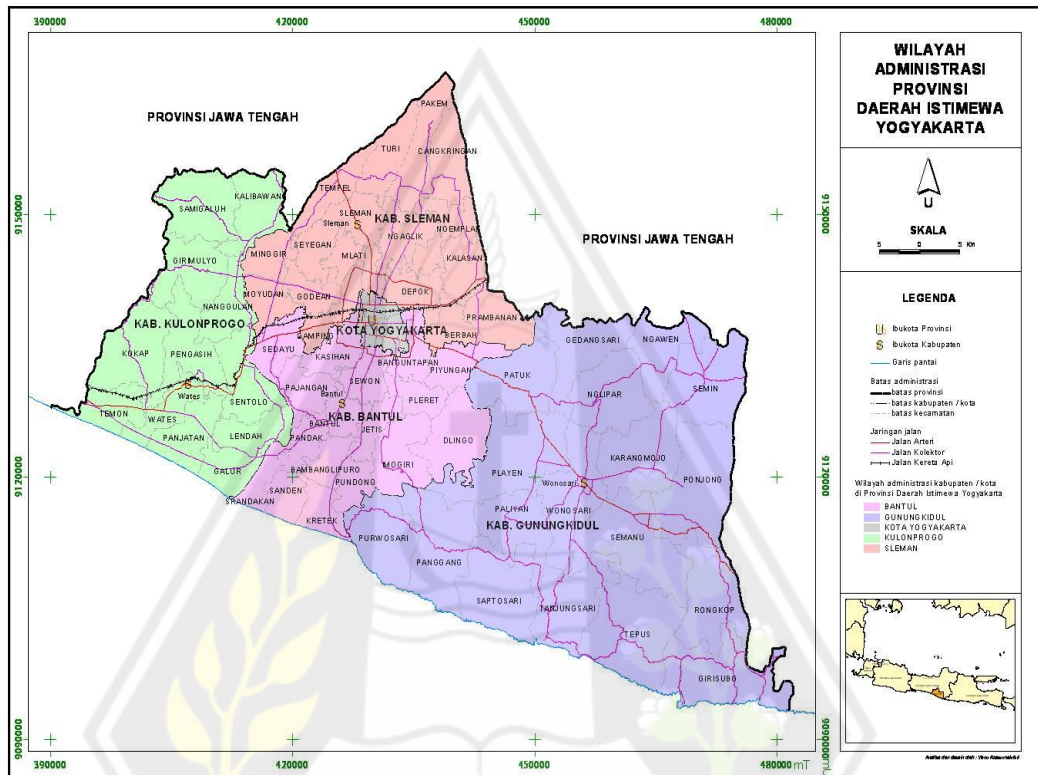 390000
420000
450000
480000
PROVINSI JAWA TENGAH
PAKEM
TURI
CANGKRINGAN
TEMPEL
KALIBAWANG
SAMIGALUH
SLEMAN
Sleman
KAB. SLEMAN
NGAGLIK
NGEMPLAK
9150000
9150000
PROVINSI JAWA TENGAH
SEYEGAN
MLATI
MINGGIR
KALASAN
GIRIMULYO
MOYUDAN
GODEAN
DEPOK
NANGGULAN
PRAMBANAN
KAB. KULONPROGO
KOTA YOGYAKARTA
GAMPING
BERBAH
SEDAYU
KASIHAN
BANGUNTAPAN
GEDANGSARI
NGAWEN
KOKAP
PENGASIH
PIYUNGAN
PATUK
SEWON
PAJANGAN
SEMIN
Wates
Bantul
NGLIPAR
SENTOLO
PLERET
TEMON
WATES
KAB. BANTUL
BANTUL
JETIS
PANJATAN
LENDAH
PANDAK
DLINGO
KARANGMOJO
GALUR
BAMBANGLIPURO
MOGIRI
PLAYEN
PONJONG
9120000
PUNDONG
Wonosari
SANDEN
SRANDAKAN
PALIYAN
WONOSARI
KRETEK
KAB. GUNUNGKIDUL
PURWOSARI
SEMANU
PANGGANG
SAPTOSARI
TANJUNGSARI
RONGKOP
TEPUS
GIRISUBO
9120000
9090000
9090000
390000
420000
450000
480000 mT
WILAYAH
ADMINISTRASI
PROVINSI
DAERAH ISTIMEWA
YOGYAKARTA
U
SKALA
5 0 5 Km
LEGENDA
U Ibukota Provinsi
S Ibukota Kabupaten
Garis pantai
Batas administrasi
batas provinsi
batas kabupaten / kota
batas kecamatan
Jaringan jalan
Jalan Arteri
Jalan Kolektor
Jalan Kereta Api
Wilayah administrasi kabupaten / kota
di Provinsi Daerah Istimewa Yogyakarta
BANTUL
GUNUNGKIDUL
KOTA YOGYAKARTA
KULONPROGO
SLEMAN